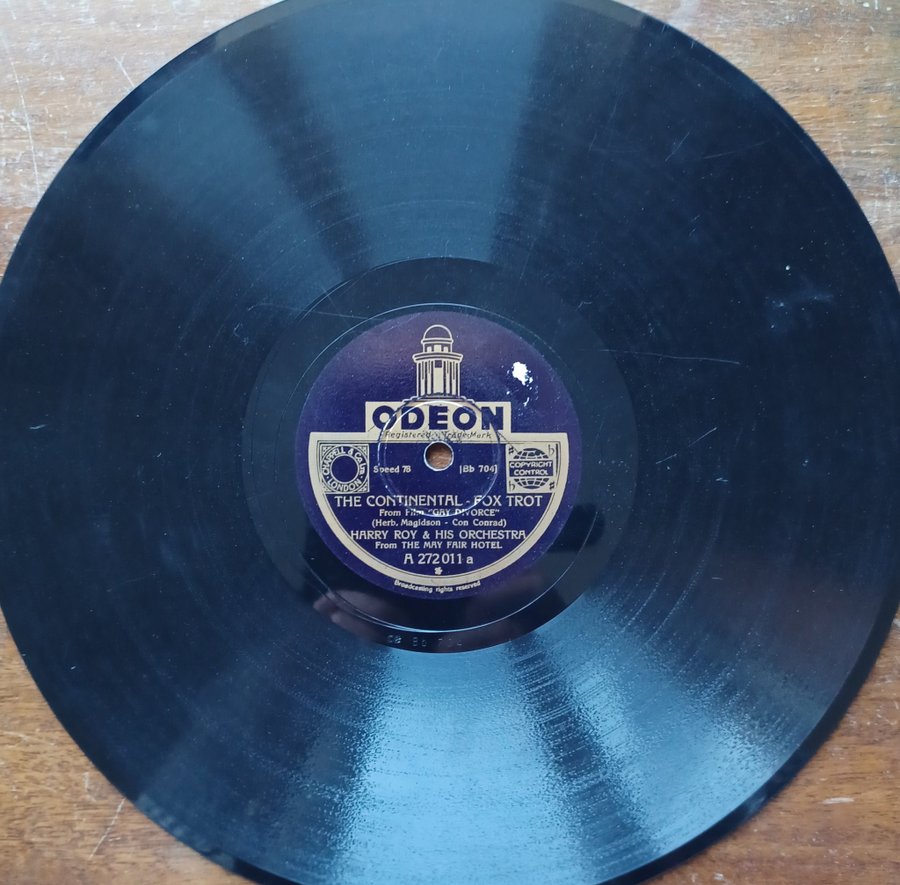 ODEON
Registered Trade Mark
CHAPPELL & Co Ltd
LONDON
Speed 78
[Bb 704]
COPYRIGHT
CONTROL
THE CONTINENTAL - FOX TROT
From Film "GAY DIVORCE"
(Herb. Magidson - Con Conrad)
HARRY ROY & HIS ORCHESTRA
From THE MAY FAIR HOTEL
A 272011 a
Broadcasting rights reserved